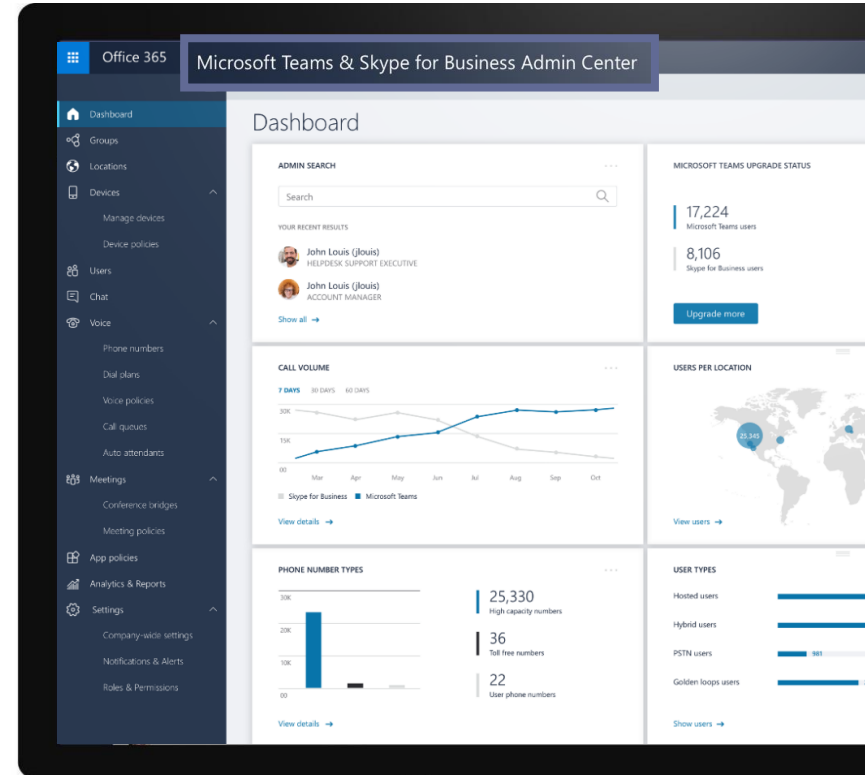 Office 365
Microsoft Teams & Skype for Business Admin Center
Dashboard
Groups
Locations
Devices
Manage devices
Device policies
Users
Chat
Voice
Phone numbers
Dial plans
Voice policies
Call queues
Auto attendants
Meetings
Conference bridges
Meeting policies
App policies
Analytics & Reports
Settings
Company-wide settings
Notifications & Alerts
Roles & Permissions
Dashboard
ADMIN SEARCH
Search
YOUR RECENT RESULTS
John Louis (jlouis)
HELPDESK SUPPORT EXECUTIVE
John Louis (jlouis)
ACCOUNT MANAGER
Show all
MICROSOFT TEAMS UPGRADE STATUS
17,224
Microsoft Teams users
8,106
Skype for Business users
Upgrade more
CALL VOLUME
7 DAYS 30 DAYS 60 DAYS
30K
15K
00
Mar Apr May Jun Jul Aug Sep Oct
Skype for Business Microsoft Teams
View details
USERS PER LOCATION
25,345
View users
PHONE NUMBER TYPES
30K
20K
10K
00
25,330
High capacity numbers
36
Toll free numbers
22
User phone numbers
View details
USER TYPES
Hosted users
Hybrid users
PSTN users 981
Golden loops users
Show users